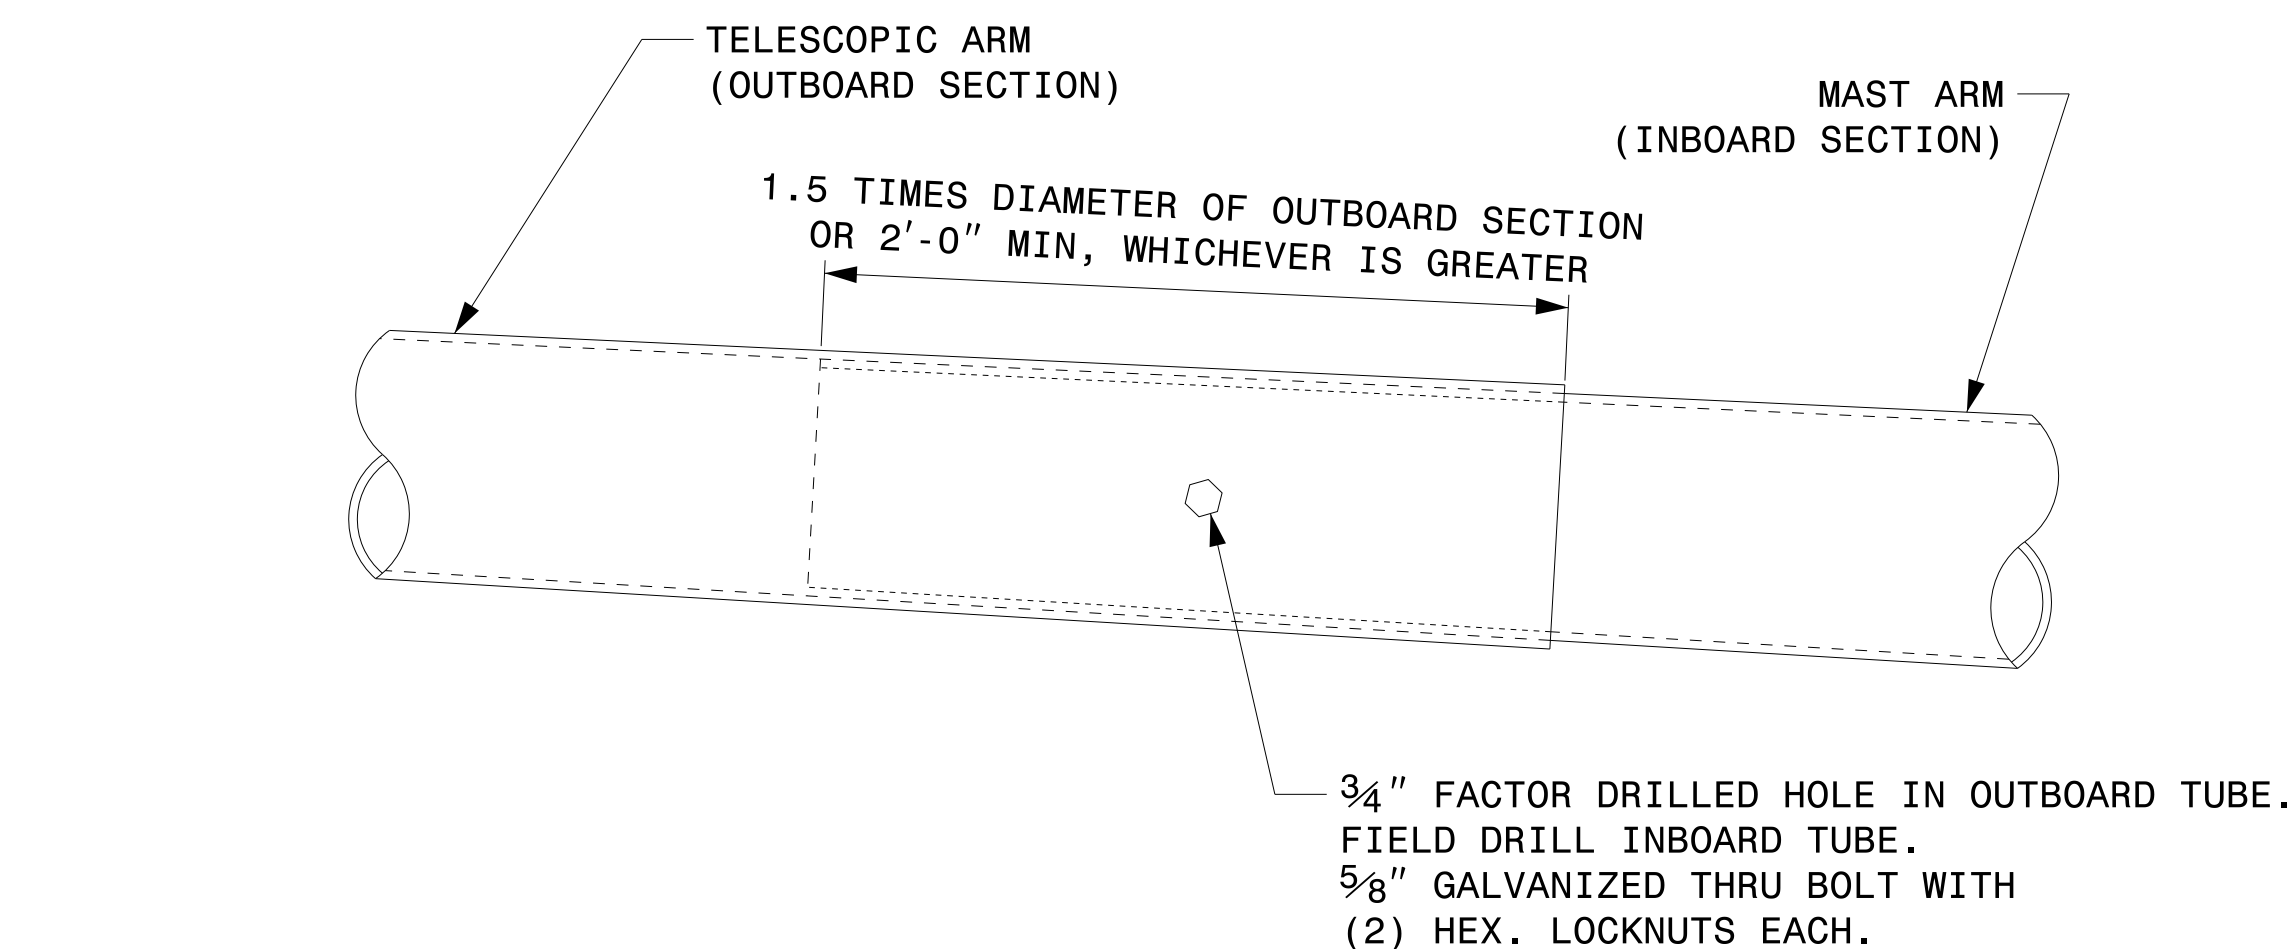 TELESCOPIC ARM
(OUTBOARD SECTION)
MAST ARM
(INBOARD SECTION)
1.5 TIMES DIAMETER OF OUTBOARD SECTION
OR 2'-0" MIN, WHICHEVER IS GREATER
3/4" FACTOR DRILLED HOLE IN OUTBOARD TUBE.
FIELD DRILL INBOARD TUBE.
5/8" GALVANIZED THRU BOLT WITH
(2) HEX. LOCKNUTS EACH.